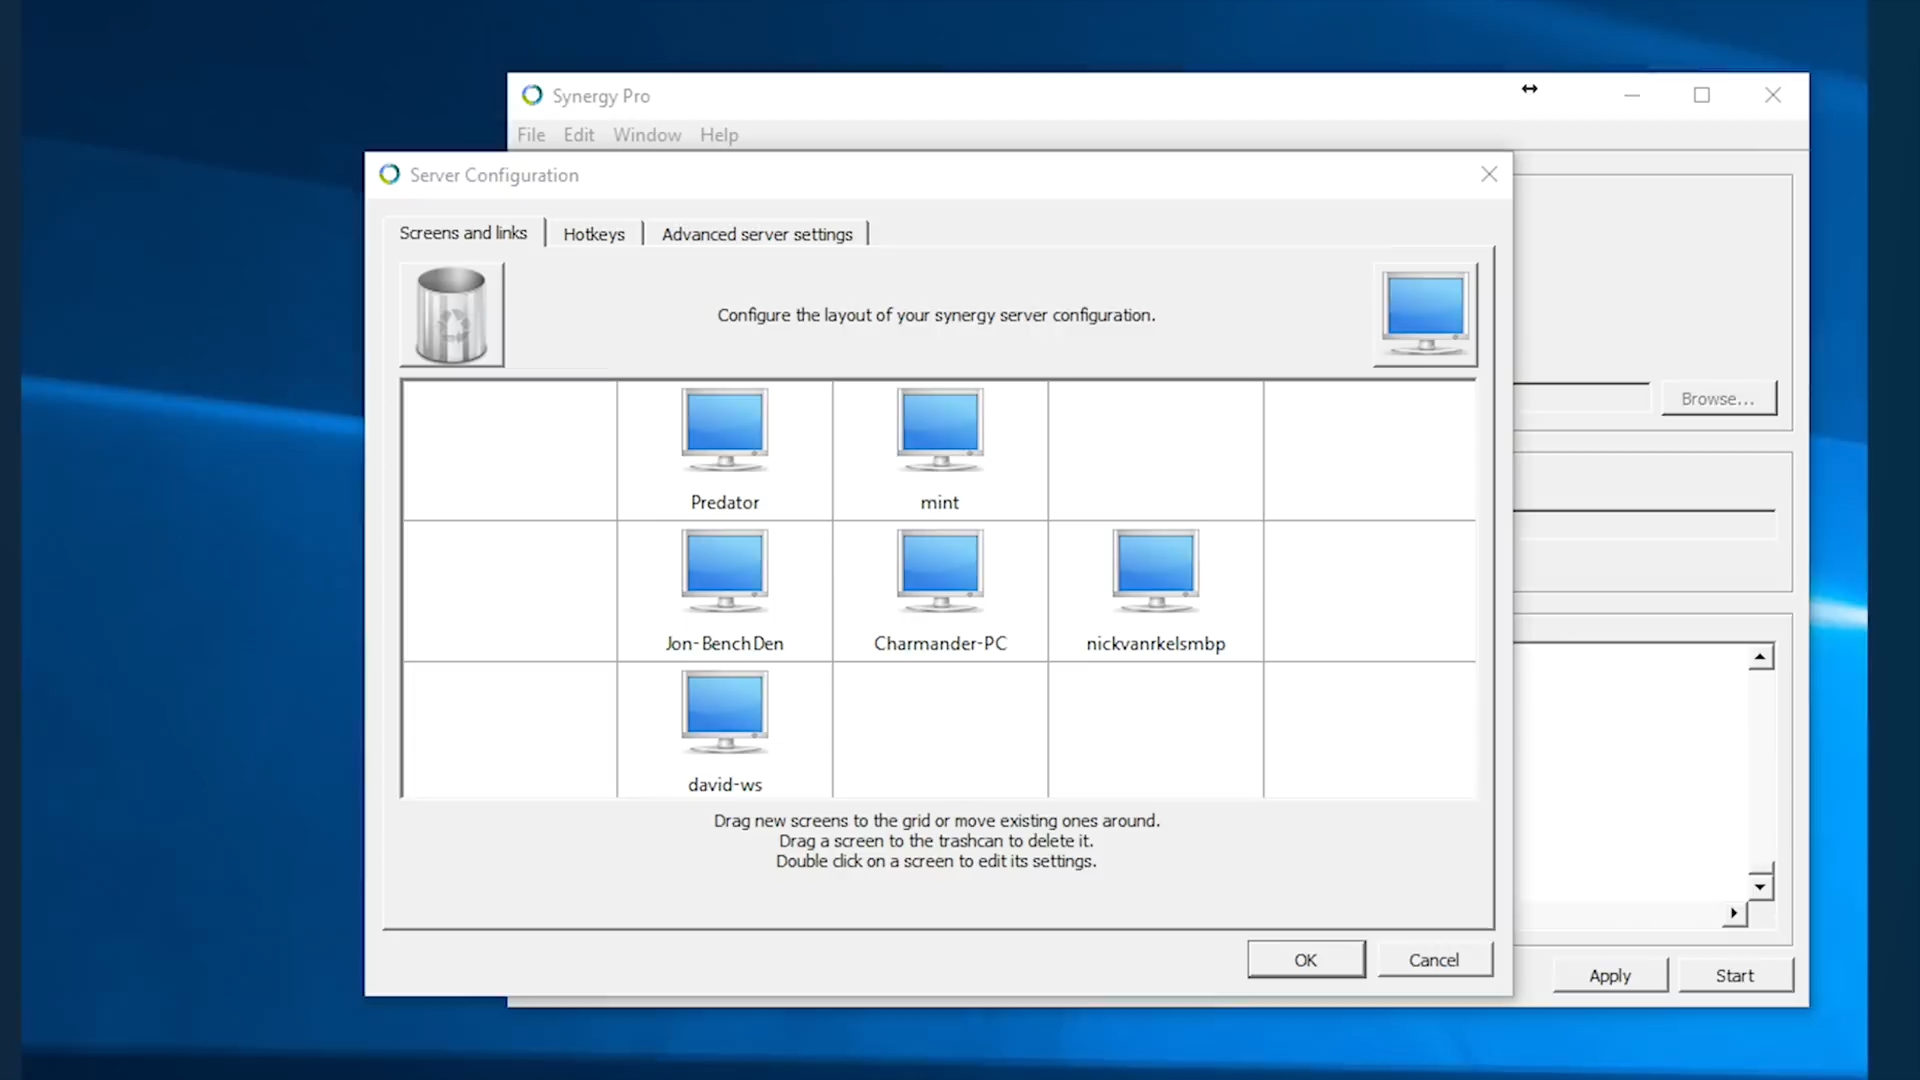 Synergy Pro
File Edit Window Help
Server Configuration
Screens and links Hotkeys Advanced server settings
Configure the layout of your synergy server configuration.
Browse...
Predator mint
Jon-BenchDen Charmander-PC nickvanrkelsmbp
david-ws
Drag new screens to the grid or move existing ones around.
Drag a screen to the trashcan to delete it.
Double click on a screen to edit its settings.
OK Cancel
Apply Start